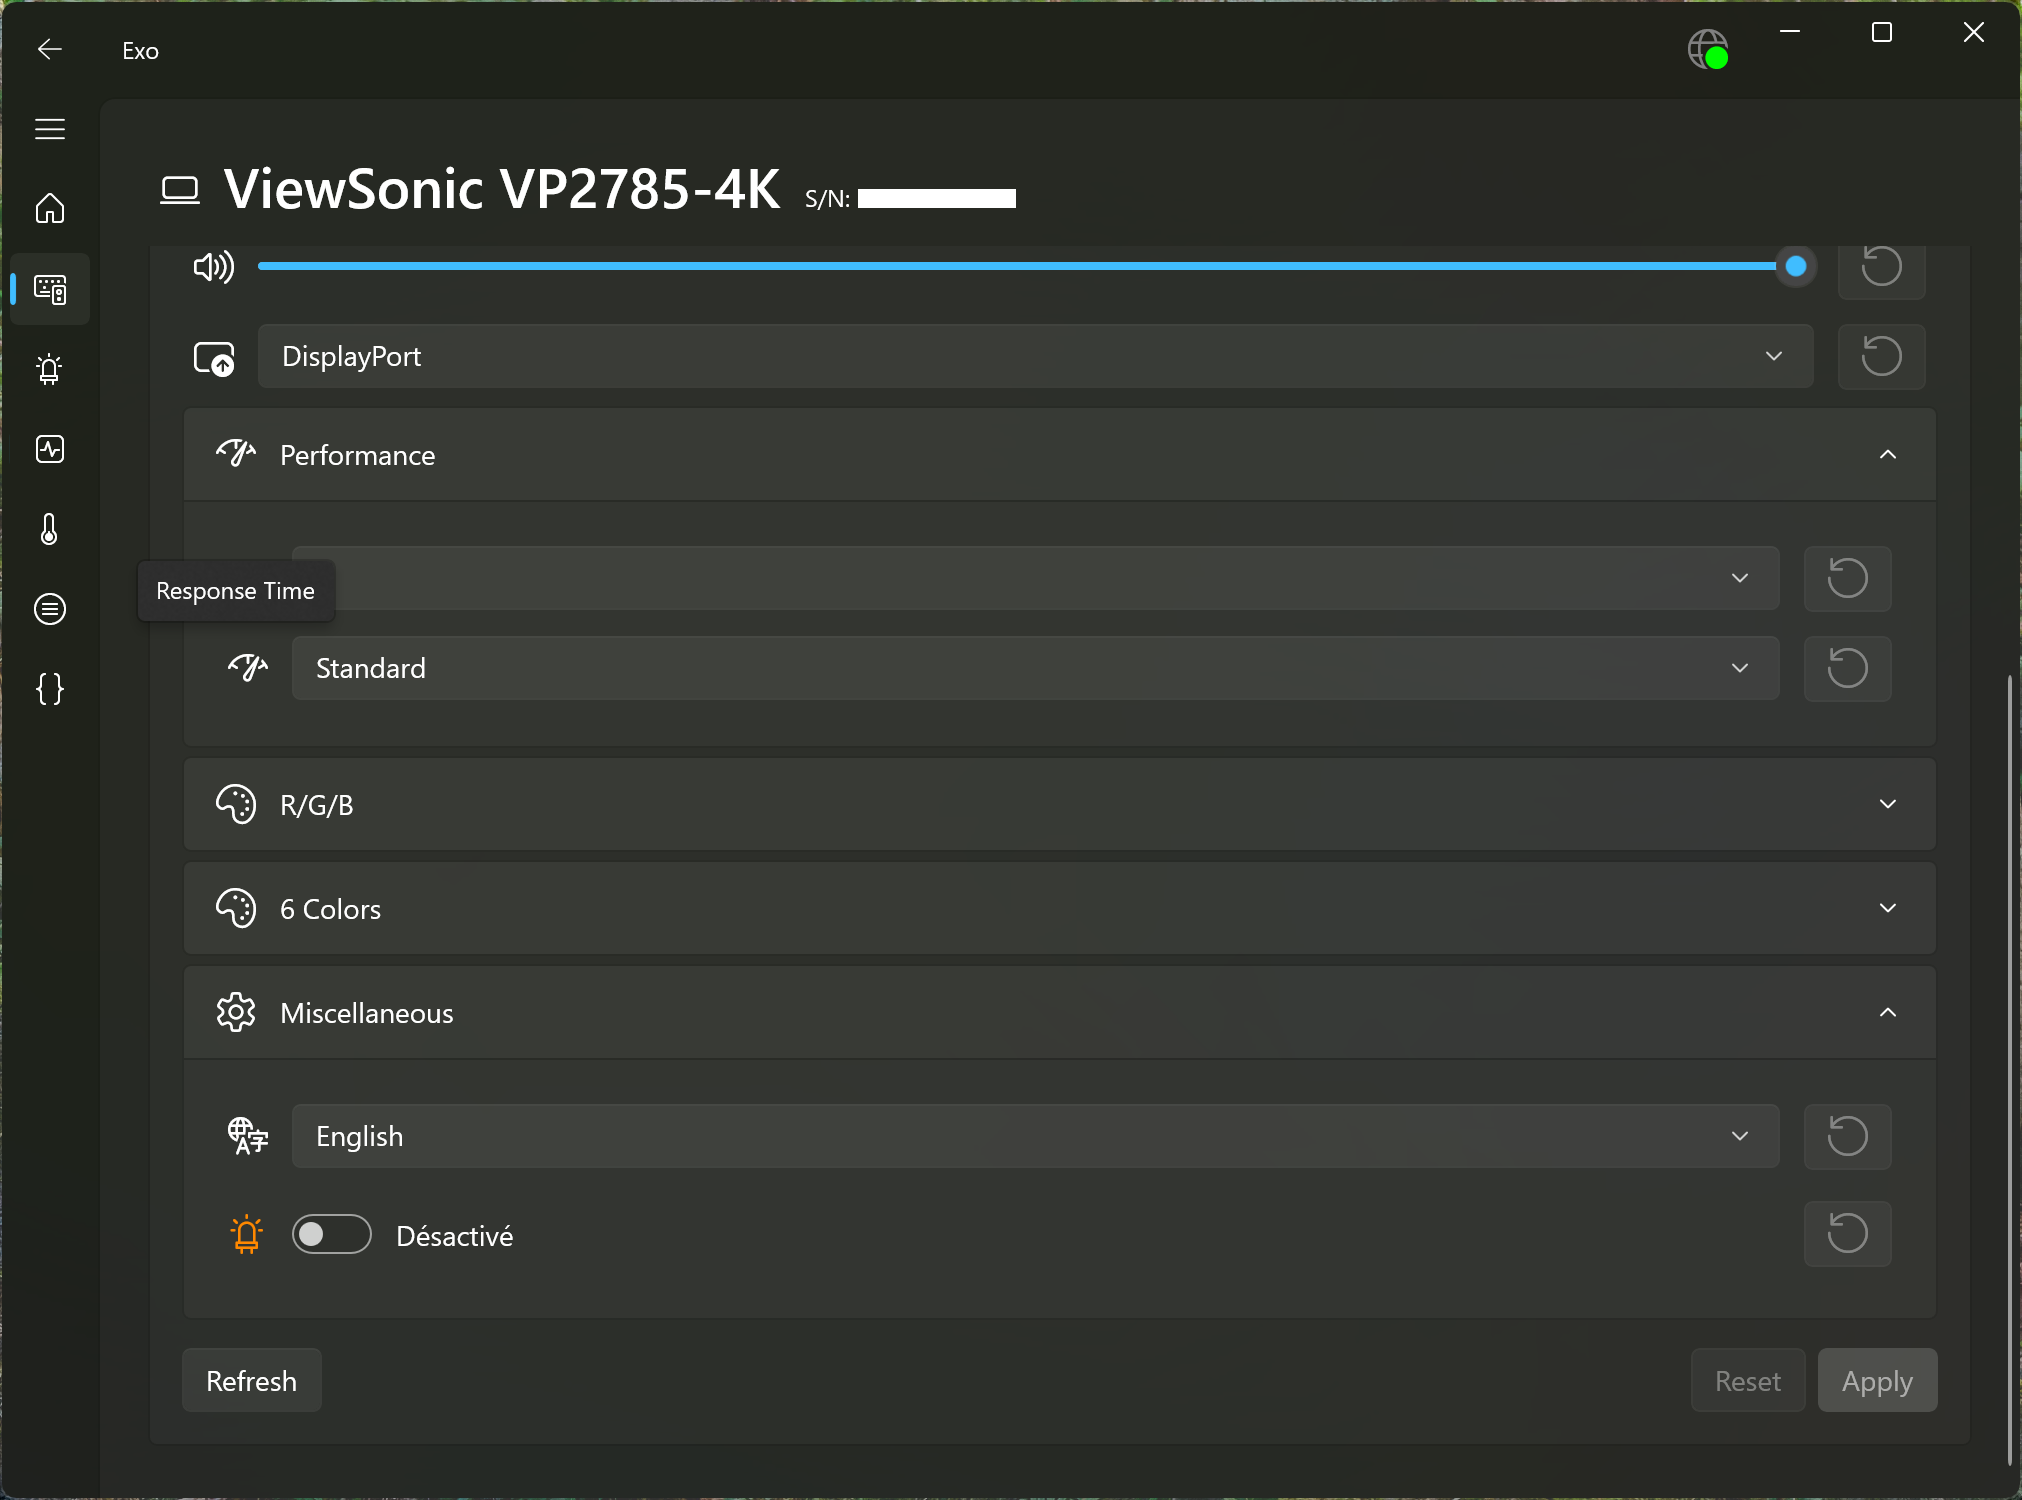 Exo
ViewSonic VP2785-4K S/N:
DisplayPort
Performance
Response Time
Standard
R/G/B
6 Colors
Miscellaneous
English
Désactivé
Refresh
Reset
Apply